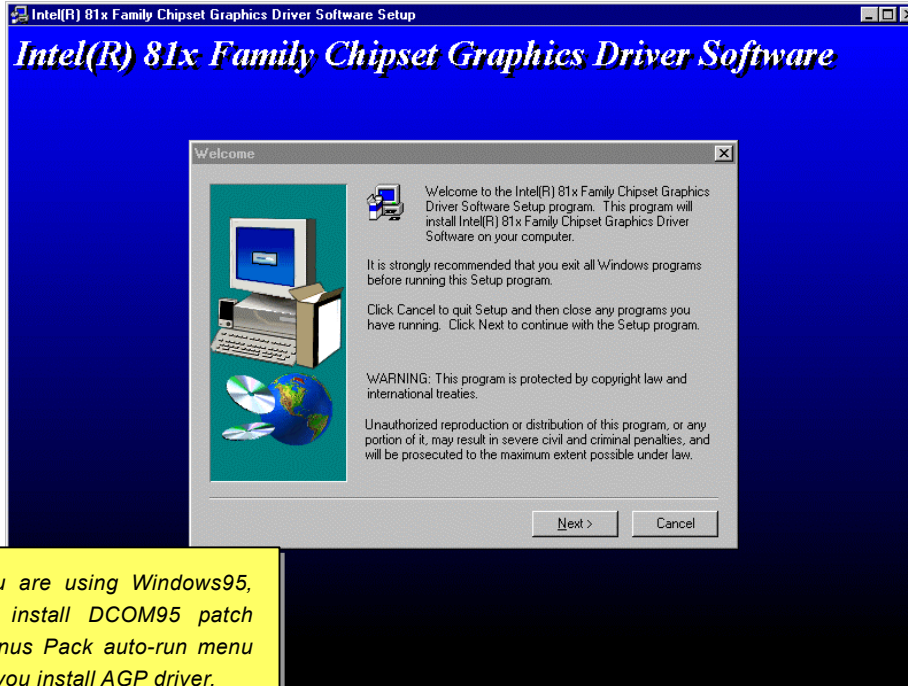 Intel(R) 81x Family Chipset Graphics Driver Software Setup
Intel(R) 81x Family Chipset Graphics Driver Software
Welcome
Welcome to the Intel(R) 81x Family Chipset Graphics
Driver Software Setup program. This program will
install Intel(R) 81x Family Chipset Graphics Driver
Software on your computer.
It is strongly recommended that you exit all Windows programs
before running this Setup program.
Click Cancel to quit Setup and then close any programs you
have running. Click Next to continue with the Setup program.
WARNING: This program is protected by copyright law and
international treaties.
Unauthorized reproduction or distribution of this program, or any
portion of it, may result in severe civil and criminal penalties, and
will be prosecuted to the maximum extent possible under law.
Next >
Cancel
are using Windows95,
install DCOM95 patch
Pack auto-run menu
you install AGP driver.